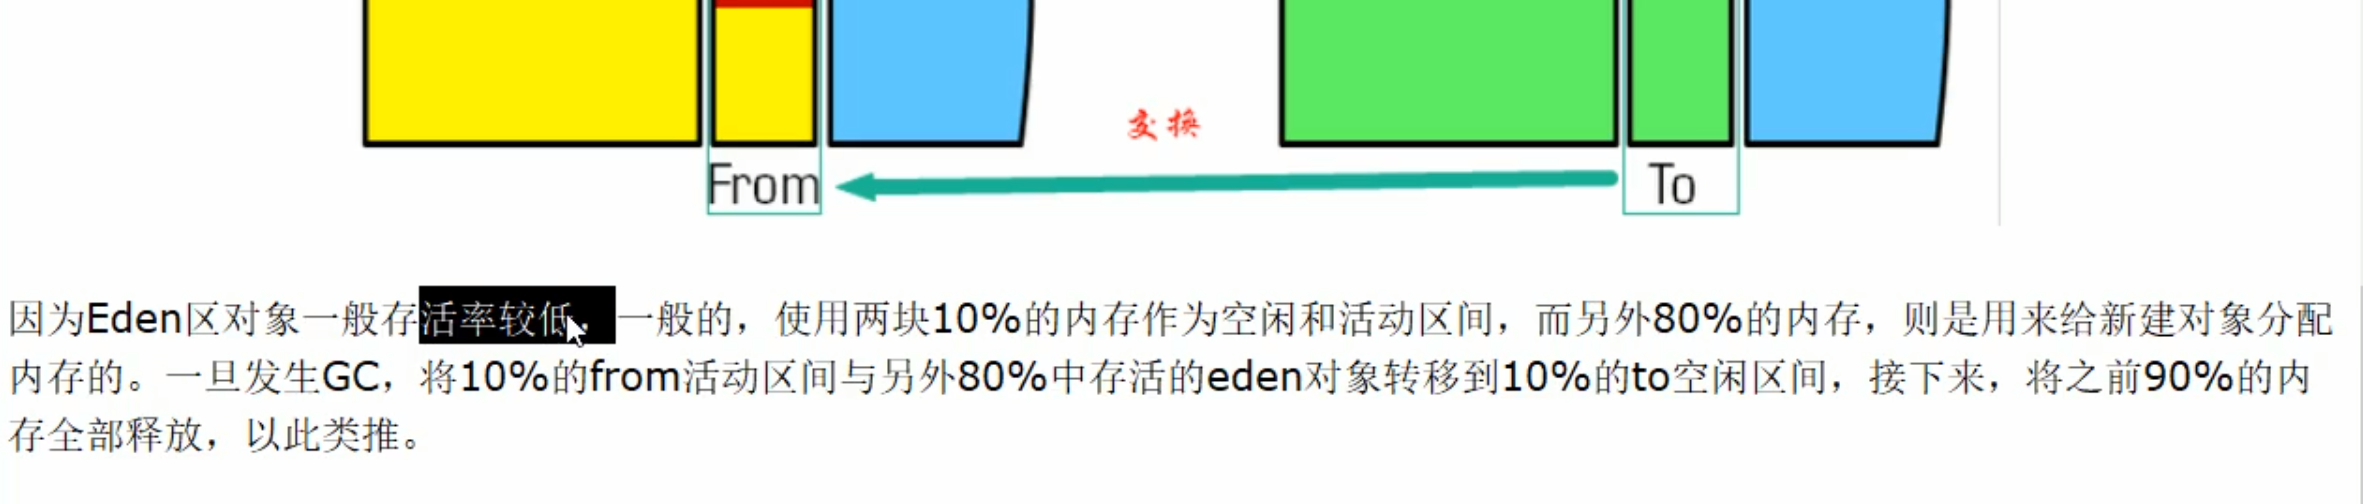 交换
From
To
因为Eden区对象一般存活率较低，一般的，使用两块10%的内存作为空闲和活动区间，而另外80%的内存，则是用来给新建对象分配
内存的。一旦发生GC，将10%的from活动区间与另外80%中存活的eden对象转移到10%的to空闲区间，接下来，将之前90%的内
存全部释放，以此类推。